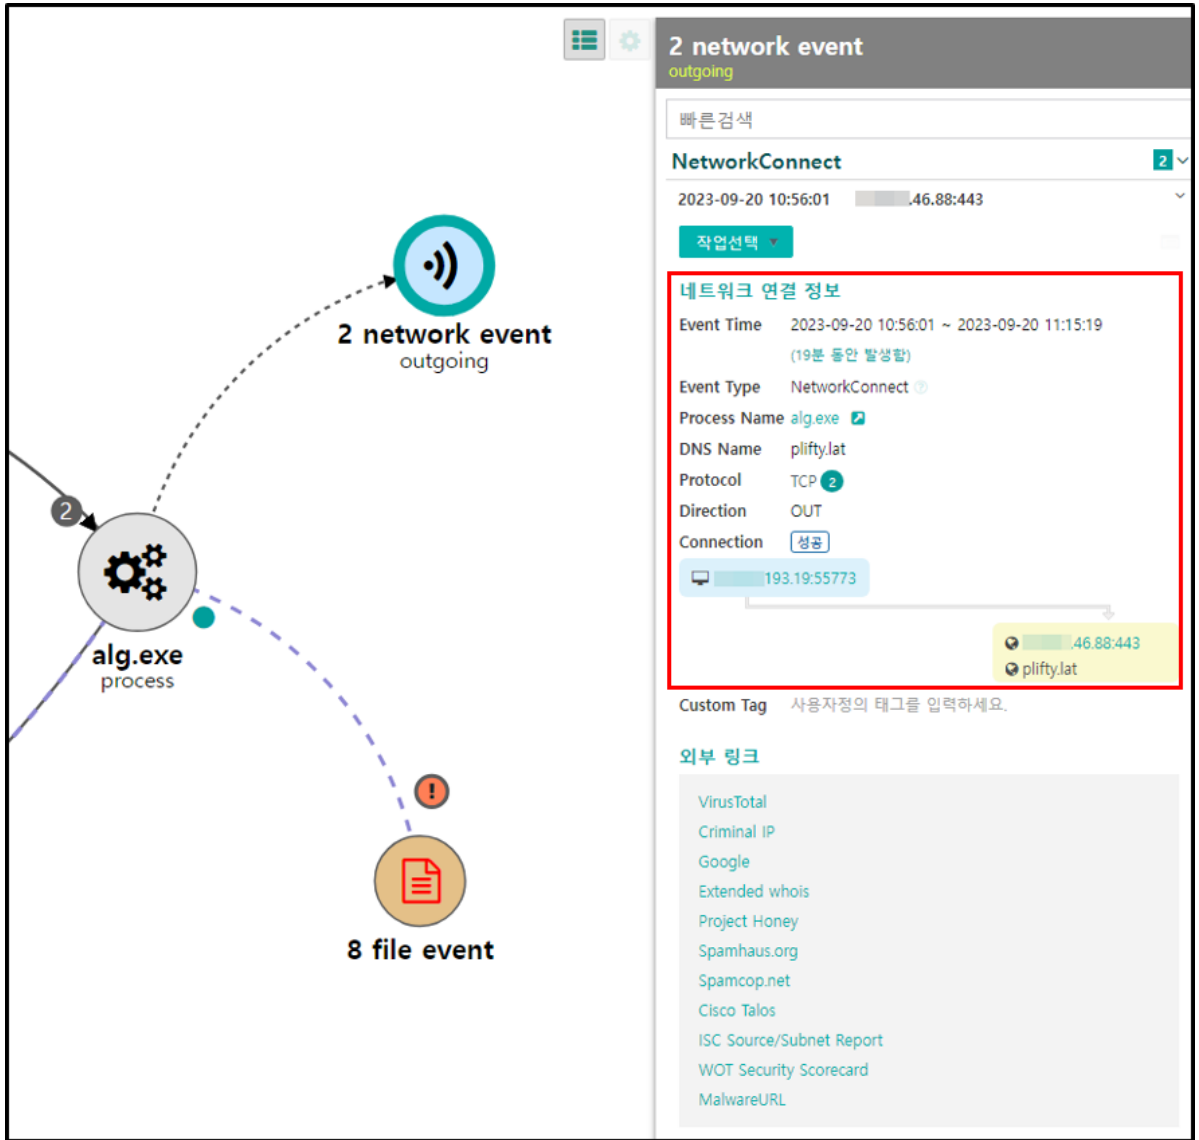 2 network event
outgoing
2
alg.exe
process
8 file event
2 network event
outgoing
빠른검색
NetworkConnect 2
2023-09-20 10:56:01 .46.88:443
작업선택
네트워크 연결 정보
Event Time 2023-09-20 10:56:01 ~ 2023-09-20 11:15:19
(19분 동안 발생함)
Event Type NetworkConnect
Process Name alg.exe
DNS Name plifty.lat
Protocol TCP 2
Direction OUT
Connection 성공
193.19:55773
.46.88:443
plifty.lat
Custom Tag 사용자정의 태그를 입력하세요.
외부 링크
VirusTotal
Criminal IP
Google
Extended whois
Project Honey
Spamhaus.org
Spamcop.net
Cisco Talos
ISC Source/Subnet Report
WOT Security Scorecard
MalwareURL